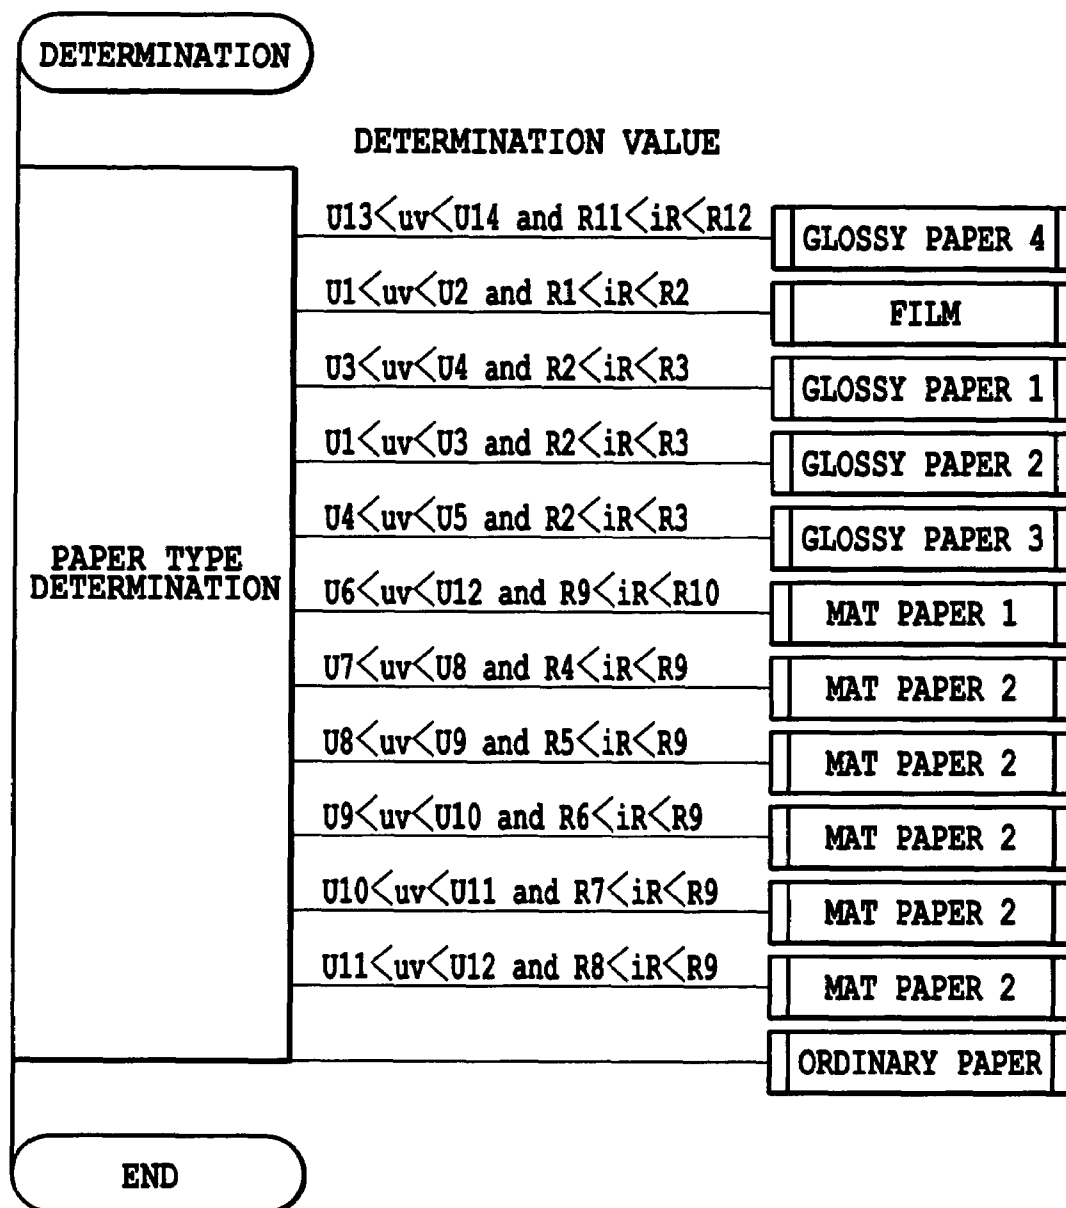 DETERMINATION
DETERMINATION VALUE
U13<uv<U14 and R11<iR<R12
GLOSSY PAPER 4
U1<uv<U2 and R1<iR<R2
FILM
U3<uv<U4 and R2<iR<R3
GLOSSY PAPER 1
U1<uv<U3 and R2<iR<R3
GLOSSY PAPER 2
U4<uv<U5 and R2<iR<R3
GLOSSY PAPER 3
PAPER TYPE
DETERMINATION
U6<uv<U12 and R9<iR<R10
MAT PAPER 1
U7<uv<U8 and R4<iR<R9
MAT PAPER 2
U8<uv<U9 and R5<iR<R9
MAT PAPER 2
U9<uv<U10 and R6<iR<R9
MAT PAPER 2
U10<uv<U11 and R7<iR<R9
MAT PAPER 2
U11<uv<U12 and R8<iR<R9
MAT PAPER 2
ORDINARY PAPER
END